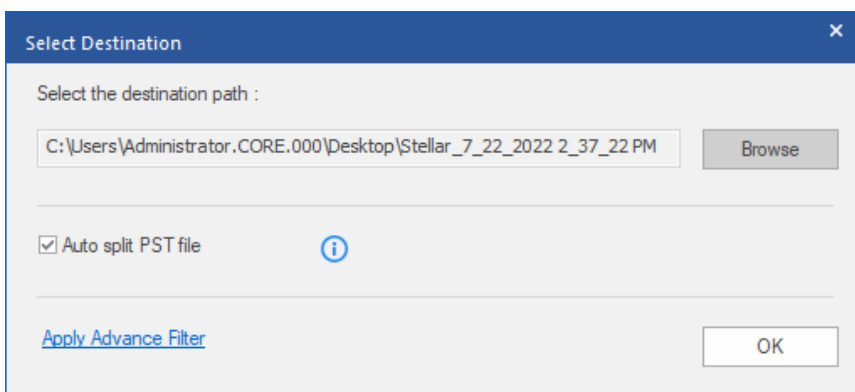 Select Destination
Select the destination path :
C:\Users\Administrator.CORE.000\Desktop\Stellar_7_22_2022 2_37_22 PM
Browse
Auto split PST file
Apply Advance Filter
OK